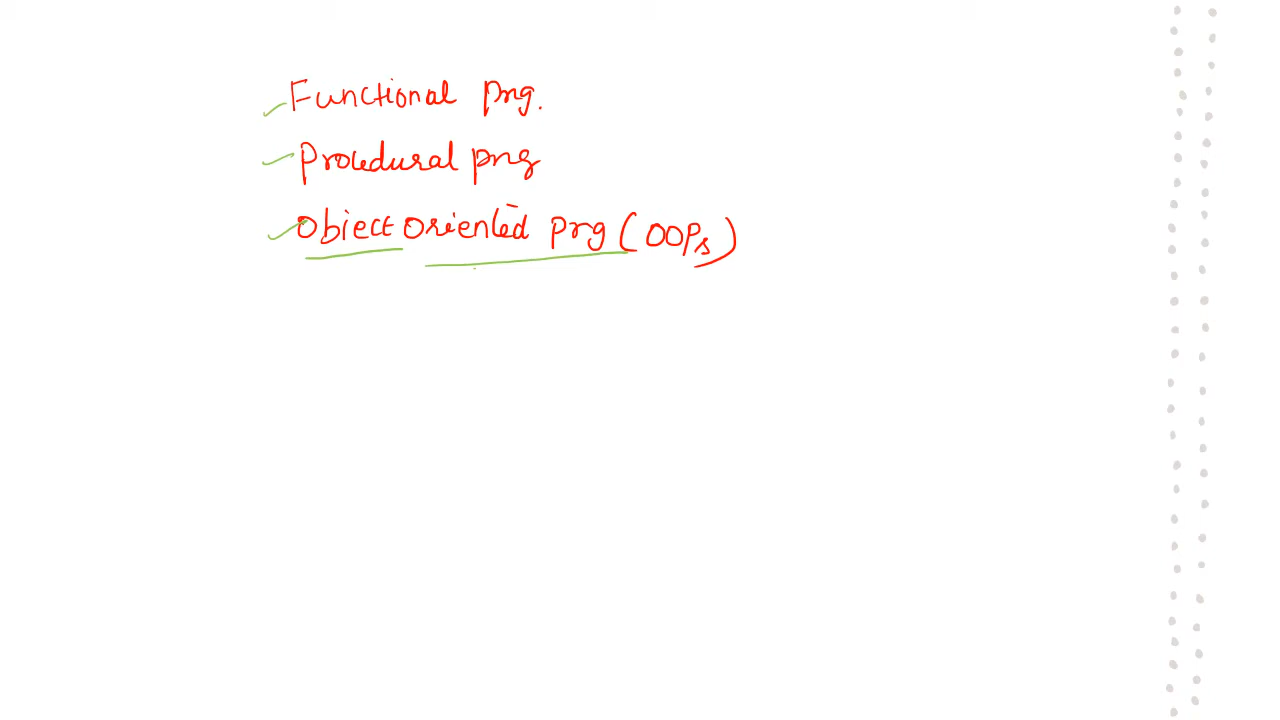 Functional prg.
Procedural prg
Object oriented prg (OOPs)